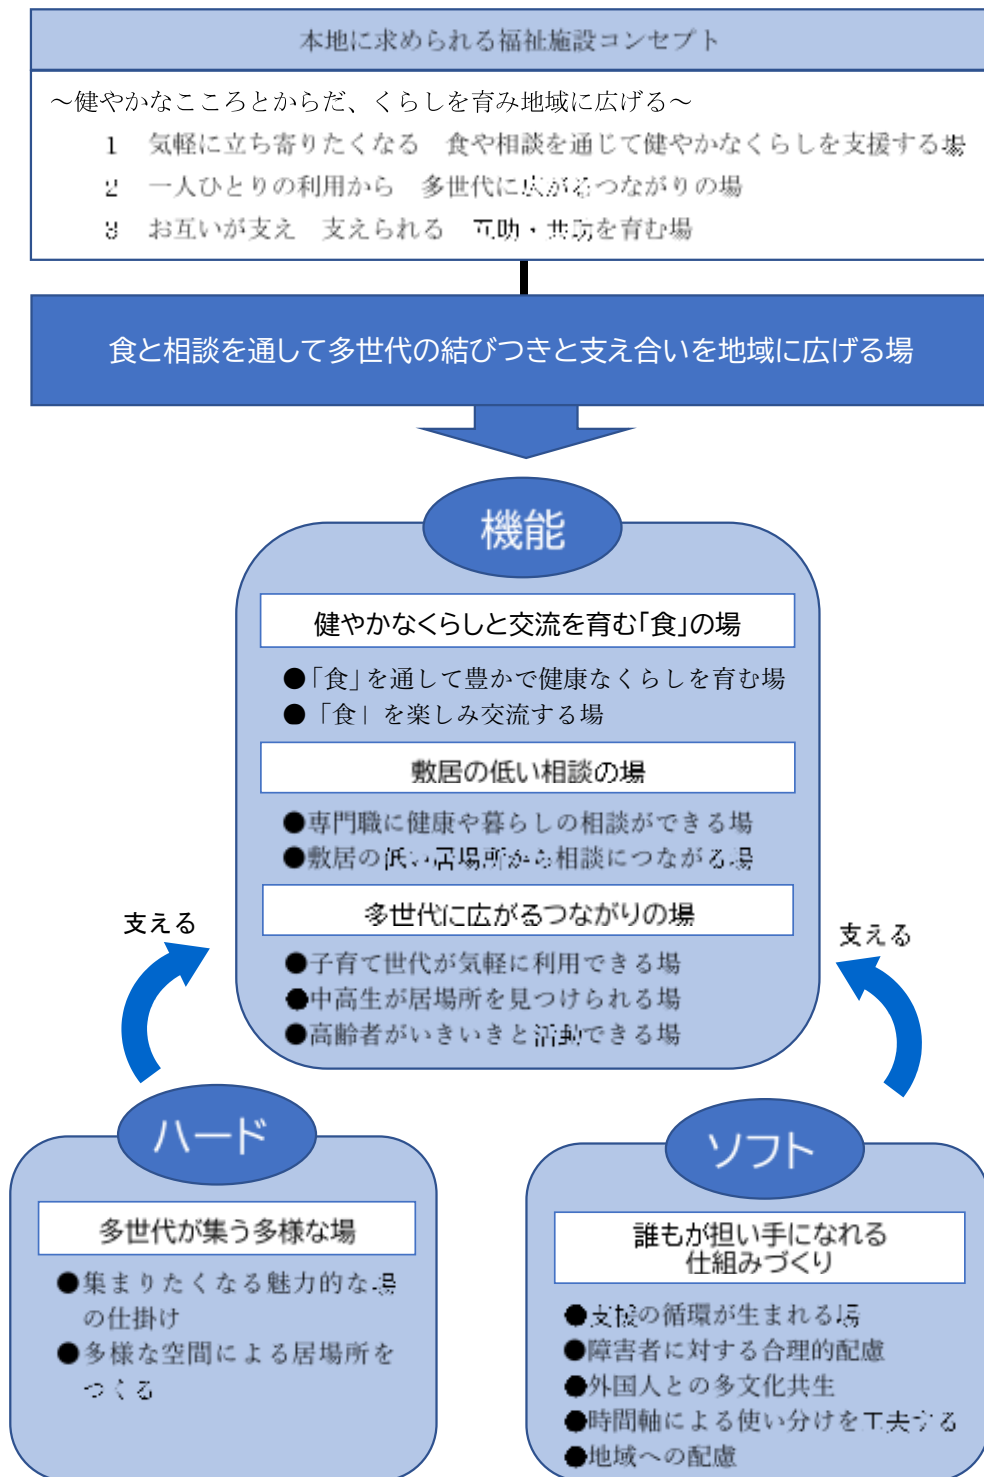 本地に求められる福祉施設コンセプト
～健やかなこころとからだ、くらしを育み地域に広げる～
1 気軽に立ち寄りたくなる 食や相談を通じて健やかなくらしを支援する場
2 一人ひとりの利用から 多世代に広がるつながりの場
3 お互いが支え 支えられる 互助・共助を育む場
食と相談を通して多世代の結びつきと支え合いを地域に広げる場
機能
健やかなくらしと交流を育む「食」の場
●「食」を通して豊かで健康なくらしを育む場
●「食」を楽しみ交流する場
敷居の低い相談の場
●専門職に健康や暮らしの相談ができる場
●敷居の低い居場所から相談につながる場
多世代に広がるつながりの場
●子育て世代が気軽に利用できる場
●中高生が居場所を見つけられる場
●高齢者がいきいきと活動できる場
支える
支える
ハード
多世代が集う多様な場
●集まりたくなる魅力的な場
の仕掛け
●多様な空間による居場所を
つくる
ソフト
誰もが担い手になれる
仕組みづくり
●支援の循環が生まれる場
●障害者に対する合理的配慮
●外国人との多文化共生
●時間軸による使い分けを工夫する
●地域への配慮